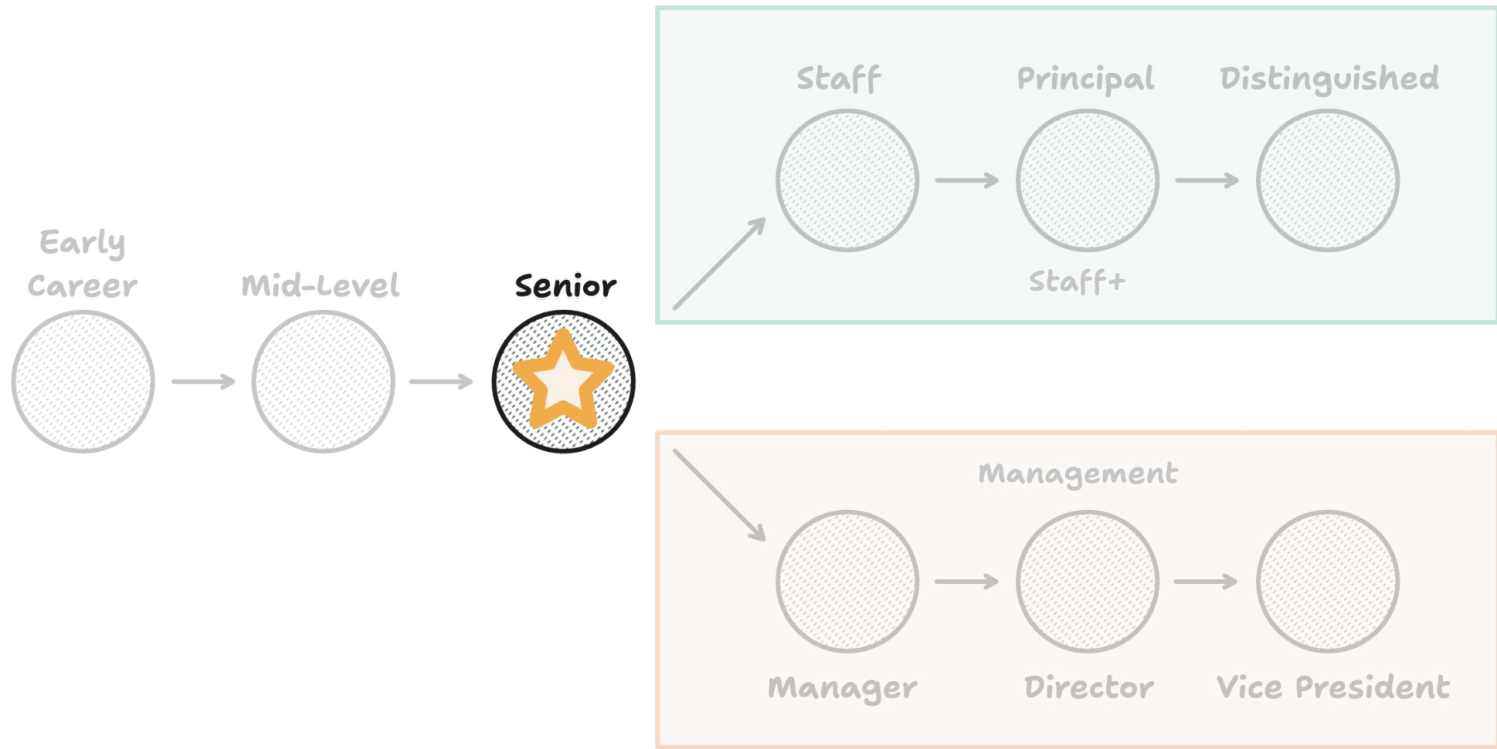 Early
Career
Mid-Level
Senior
Staff
Principal
Distinguished
Staff+
Management
Manager
Director
Vice President